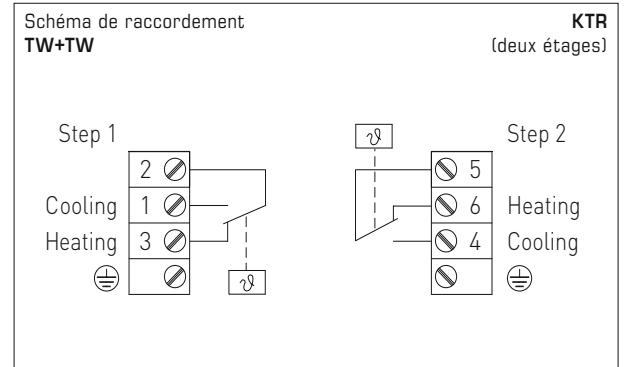 Schéma de raccordement KTR
TW+TW (deux étages)
Step 1 ϑ Step 2
2 5
Cooling 1 6 Heating
Heating 3 4 Cooling
ϑ